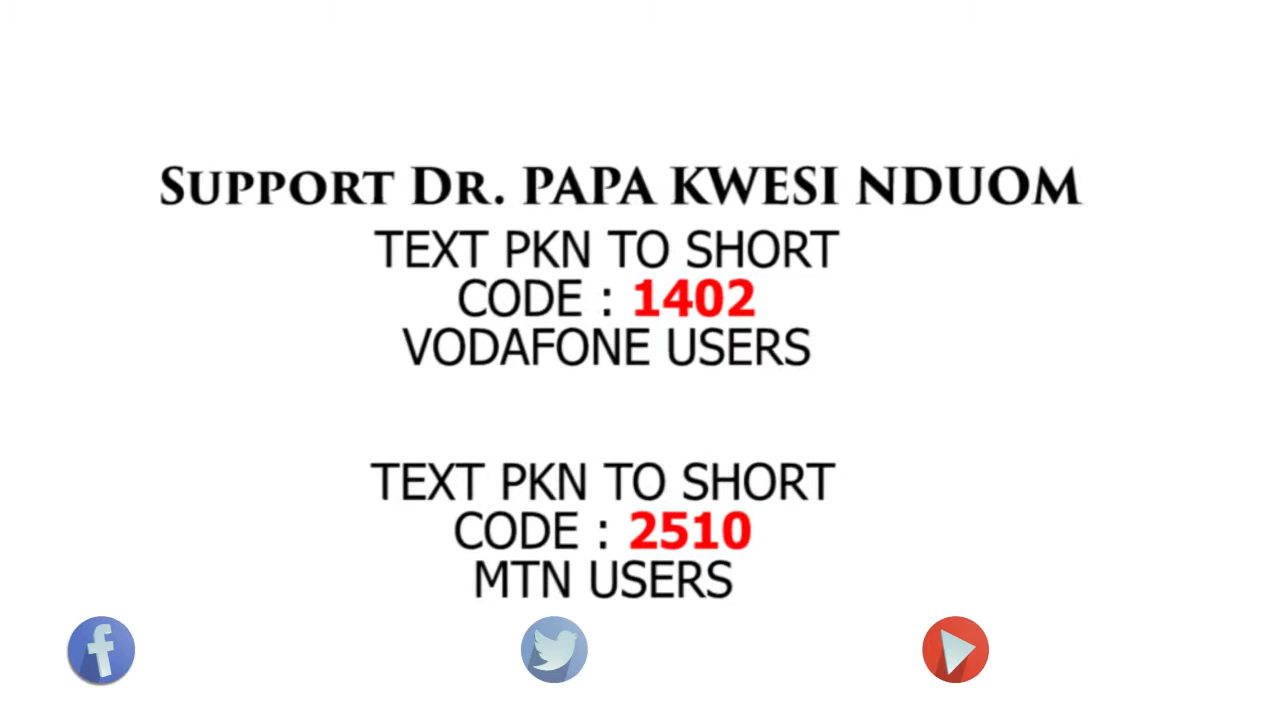 Support Dr. PAPA KWESI NDUOM
TEXT PKN TO SHORT
CODE : 1402
VODAFONE USERS
TEXT PKN TO SHORT
CODE : 2510
MTN USERS